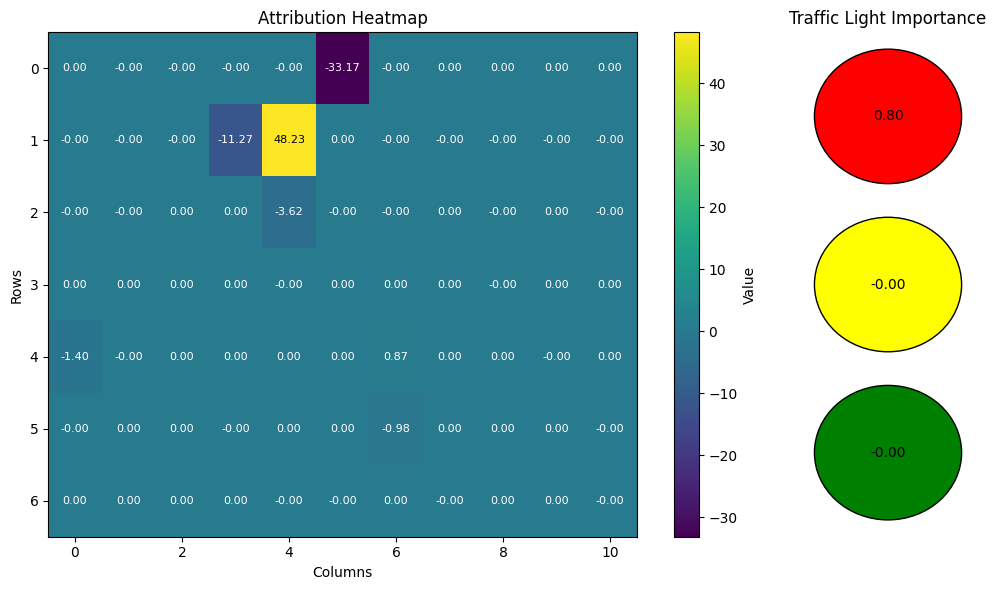 Attribution Heatmap
Traffic Light Importance
0 0.00 -0.00 -0.00 -0.00 -0.00 -33.17 -0.00 0.00 0.00 0.00 0.00
1 -0.00 -0.00 -0.00 -11.27 48.23 0.00 -0.00 -0.00 -0.00 -0.00 -0.00
2 -0.00 -0.00 0.00 0.00 -3.62 -0.00 -0.00 0.00 -0.00 0.00 -0.00
3 0.00 0.00 0.00 0.00 -0.00 0.00 0.00 0.00 -0.00 0.00 0.00
4 -1.40 -0.00 0.00 0.00 0.00 0.00 0.87 0.00 0.00 -0.00 0.00
5 -0.00 0.00 0.00 -0.00 0.00 0.00 -0.98 0.00 0.00 0.00 -0.00
6 0.00 0.00 0.00 0.00 -0.00 -0.00 0.00 -0.00 0.00 0.00 -0.00
0 2 4 6 8 10
Columns
Rows
40
30
20
10
0
−10
−20
−30
Value
0.80
-0.00
-0.00